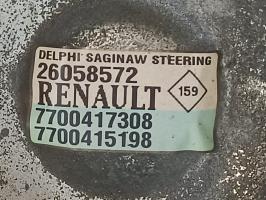 DELPHI SAGINAW STEERING
26058572
RENAULT 159
7700417308
7700415198